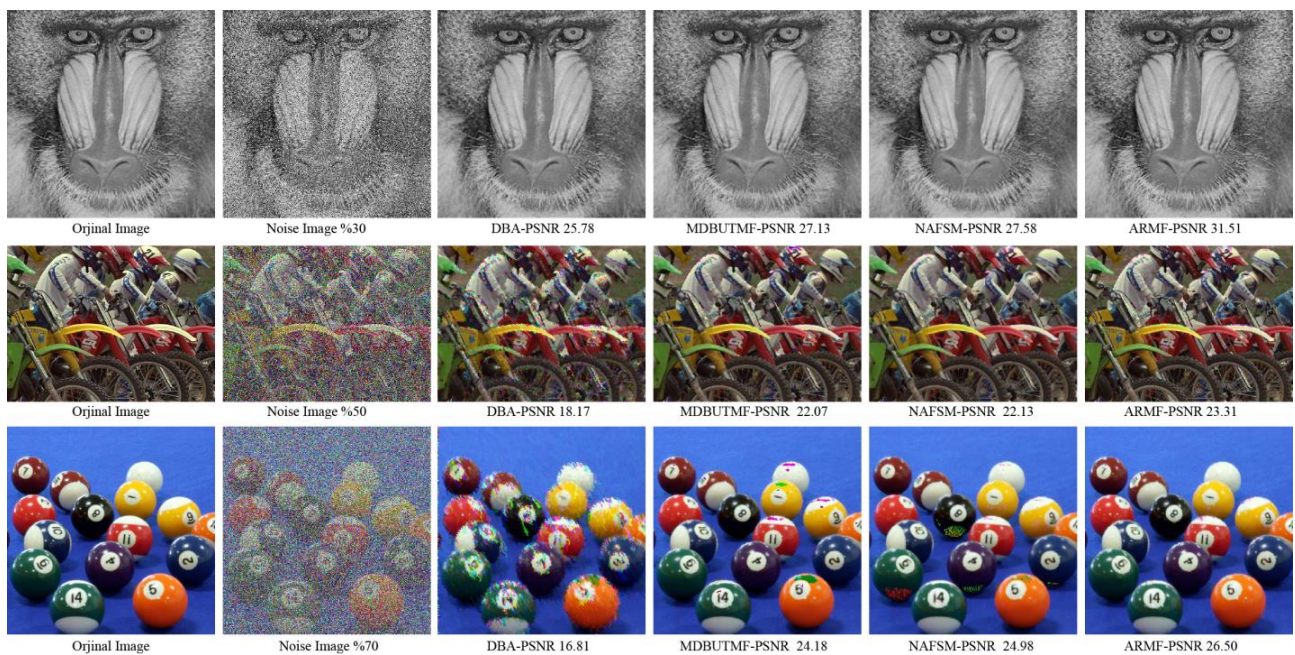 Orjinal Image Noise Image %30 DBA-PSNR 25.78 MDBUTMF-PSNR 27.13 NAFSM-PSNR 27.58 ARMF-PSNR 31.51
Orjinal Image Noise Image %50 DBA-PSNR 18.17 MDBUTMF-PSNR 22.07 NAFSM-PSNR 22.13 ARMF-PSNR 23.31
Orjinal Image Noise Image %70 DBA-PSNR 16.81 MDBUTMF-PSNR 24.18 NAFSM-PSNR 24.98 ARMF-PSNR 26.50